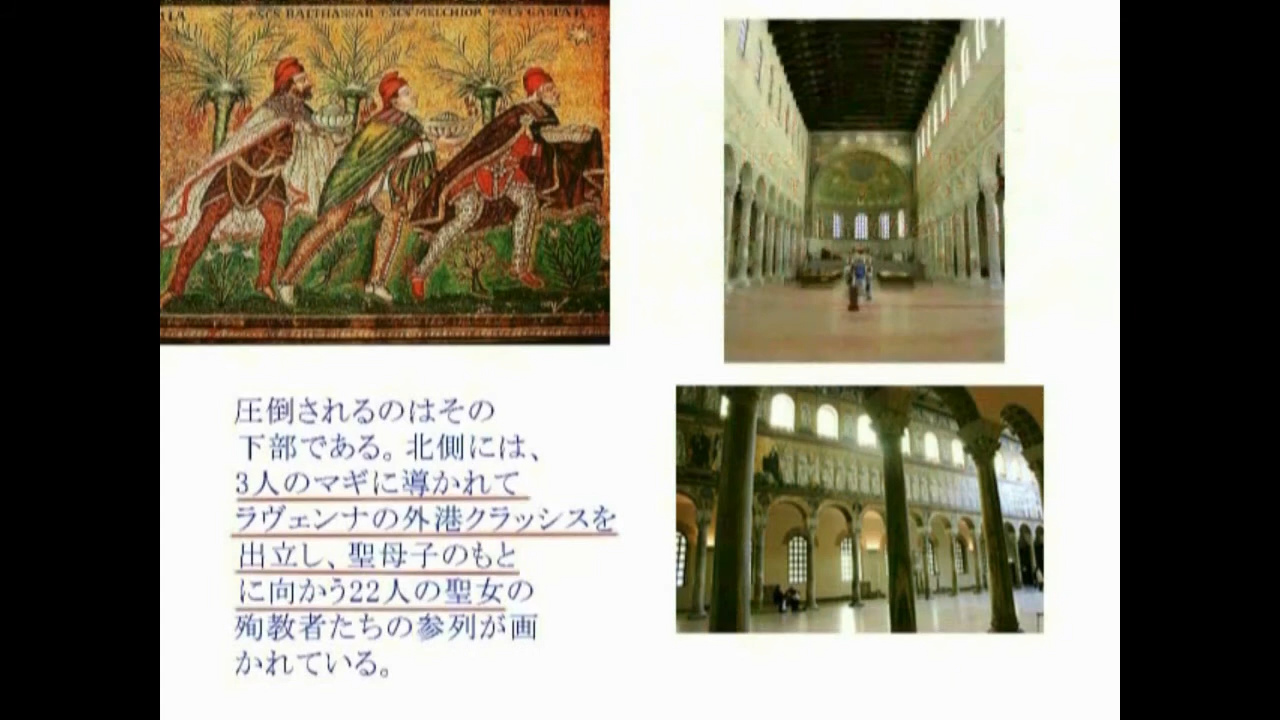 +SCS BALTHASSAR +SCS MELCHIOR +SCS GASPAR
圧倒されるのはその
下部である。北側には、
3人のマギに導かれて
ラヴェンナの外港クラッシスを
出立し、聖母子のもと
に向かう22人の聖女の
殉教者たちの参列が画
かれている。